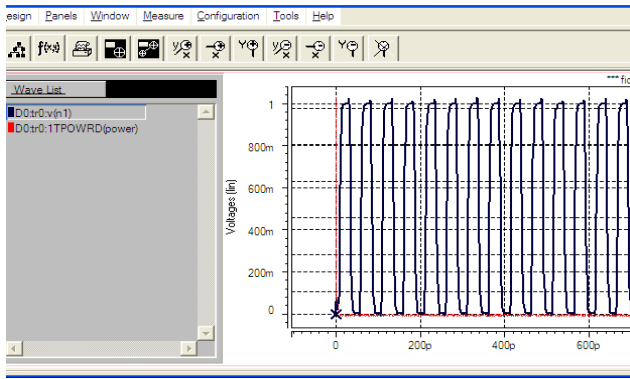 esign Panels Window Measure Configuration Tools Help
f(x)
Wave List
*** fic
D0:tr0:v(n1)
D0:tr0:1TPOWRD(power)
Voltages (lin)
1
800m
600m
400m
200m
0
0 200p 400p 600p